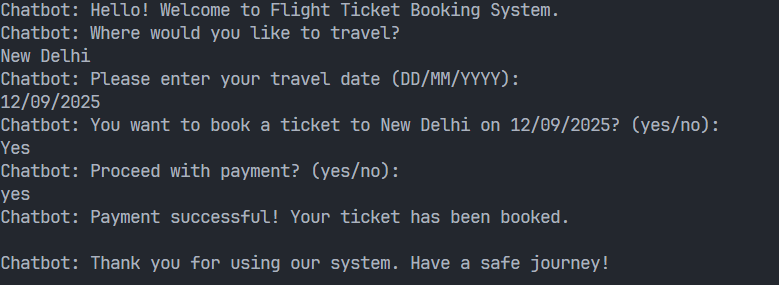 Chatbot: Hello! Welcome to Flight Ticket Booking System.
Chatbot: Where would you like to travel?
New Delhi
Chatbot: Please enter your travel date (DD/MM/YYYY):
12/09/2025
Chatbot: You want to book a ticket to New Delhi on 12/09/2025? (yes/no):
Yes
Chatbot: Proceed with payment? (yes/no):
yes
Chatbot: Payment successful! Your ticket has been booked.
Chatbot: Thank you for using our system. Have a safe journey!